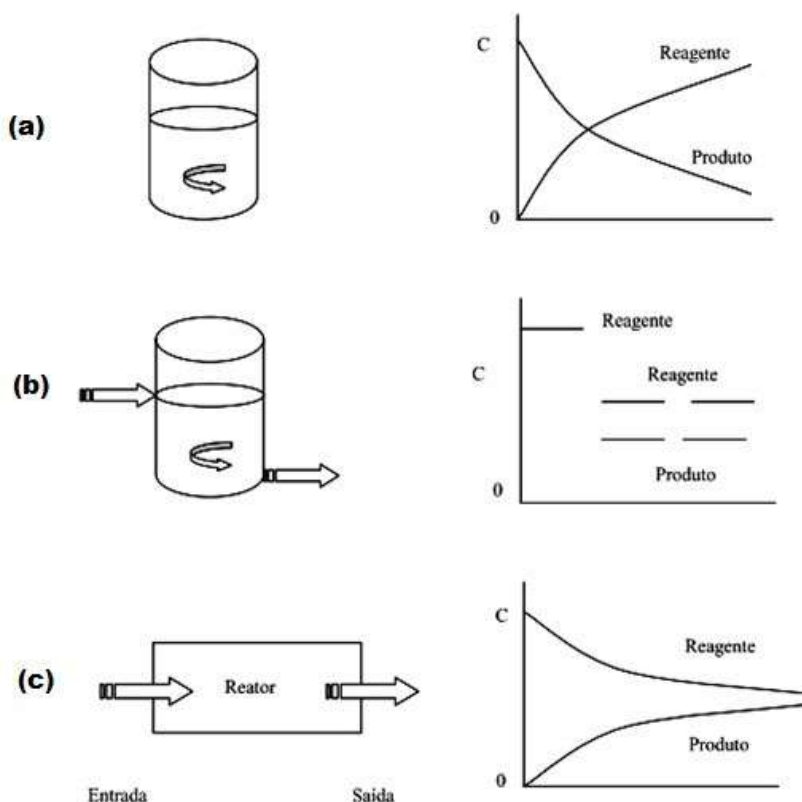 (a)
C
Reagente
Produto
0
(b)
Reagente
C
Reagente
Produto
0
(c)
Reator
Entrada
Saída
C
Reagente
Produto
0